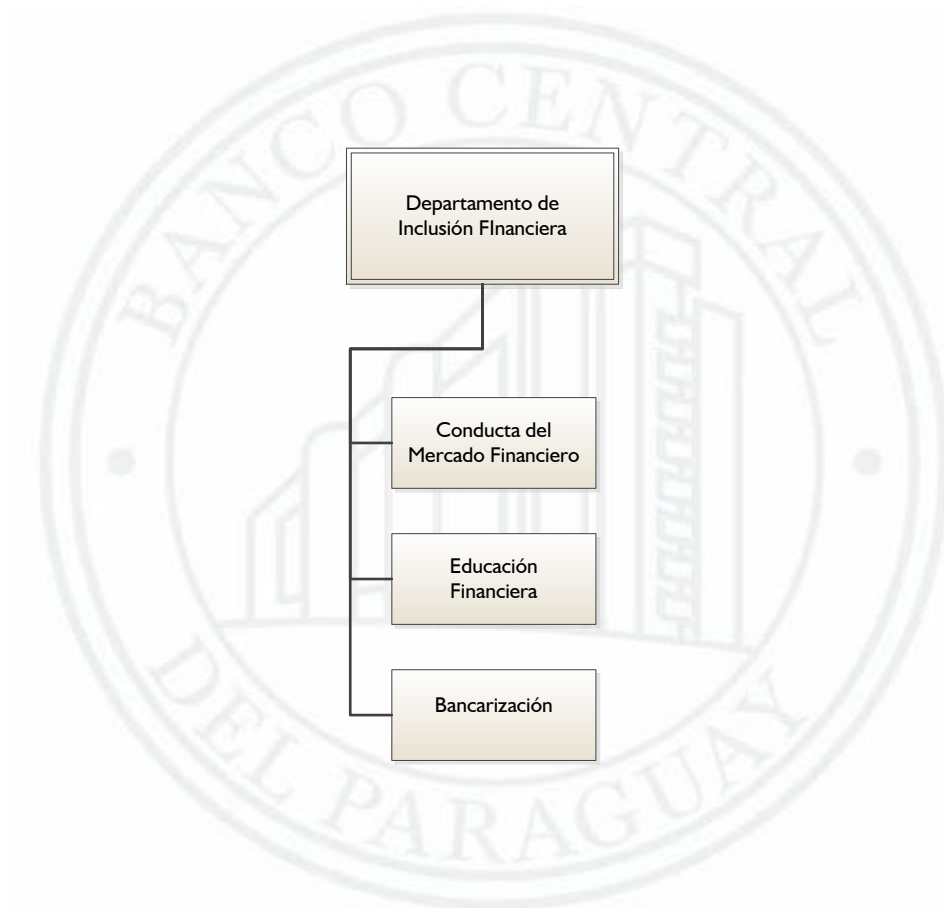 BANCO CENTRAL
Departamento de
Inclusión FInanciera
Conducta del
Mercado Financiero
Educación
Financiera
Bancarización
DEL PARAGUAY